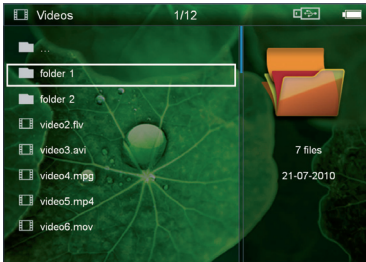 Videos 1/12
...
folder 1
folder 2
video2.flv
video3.avi
video4.mpg
video5.mp4
video6.mov
7 files
21-07-2010